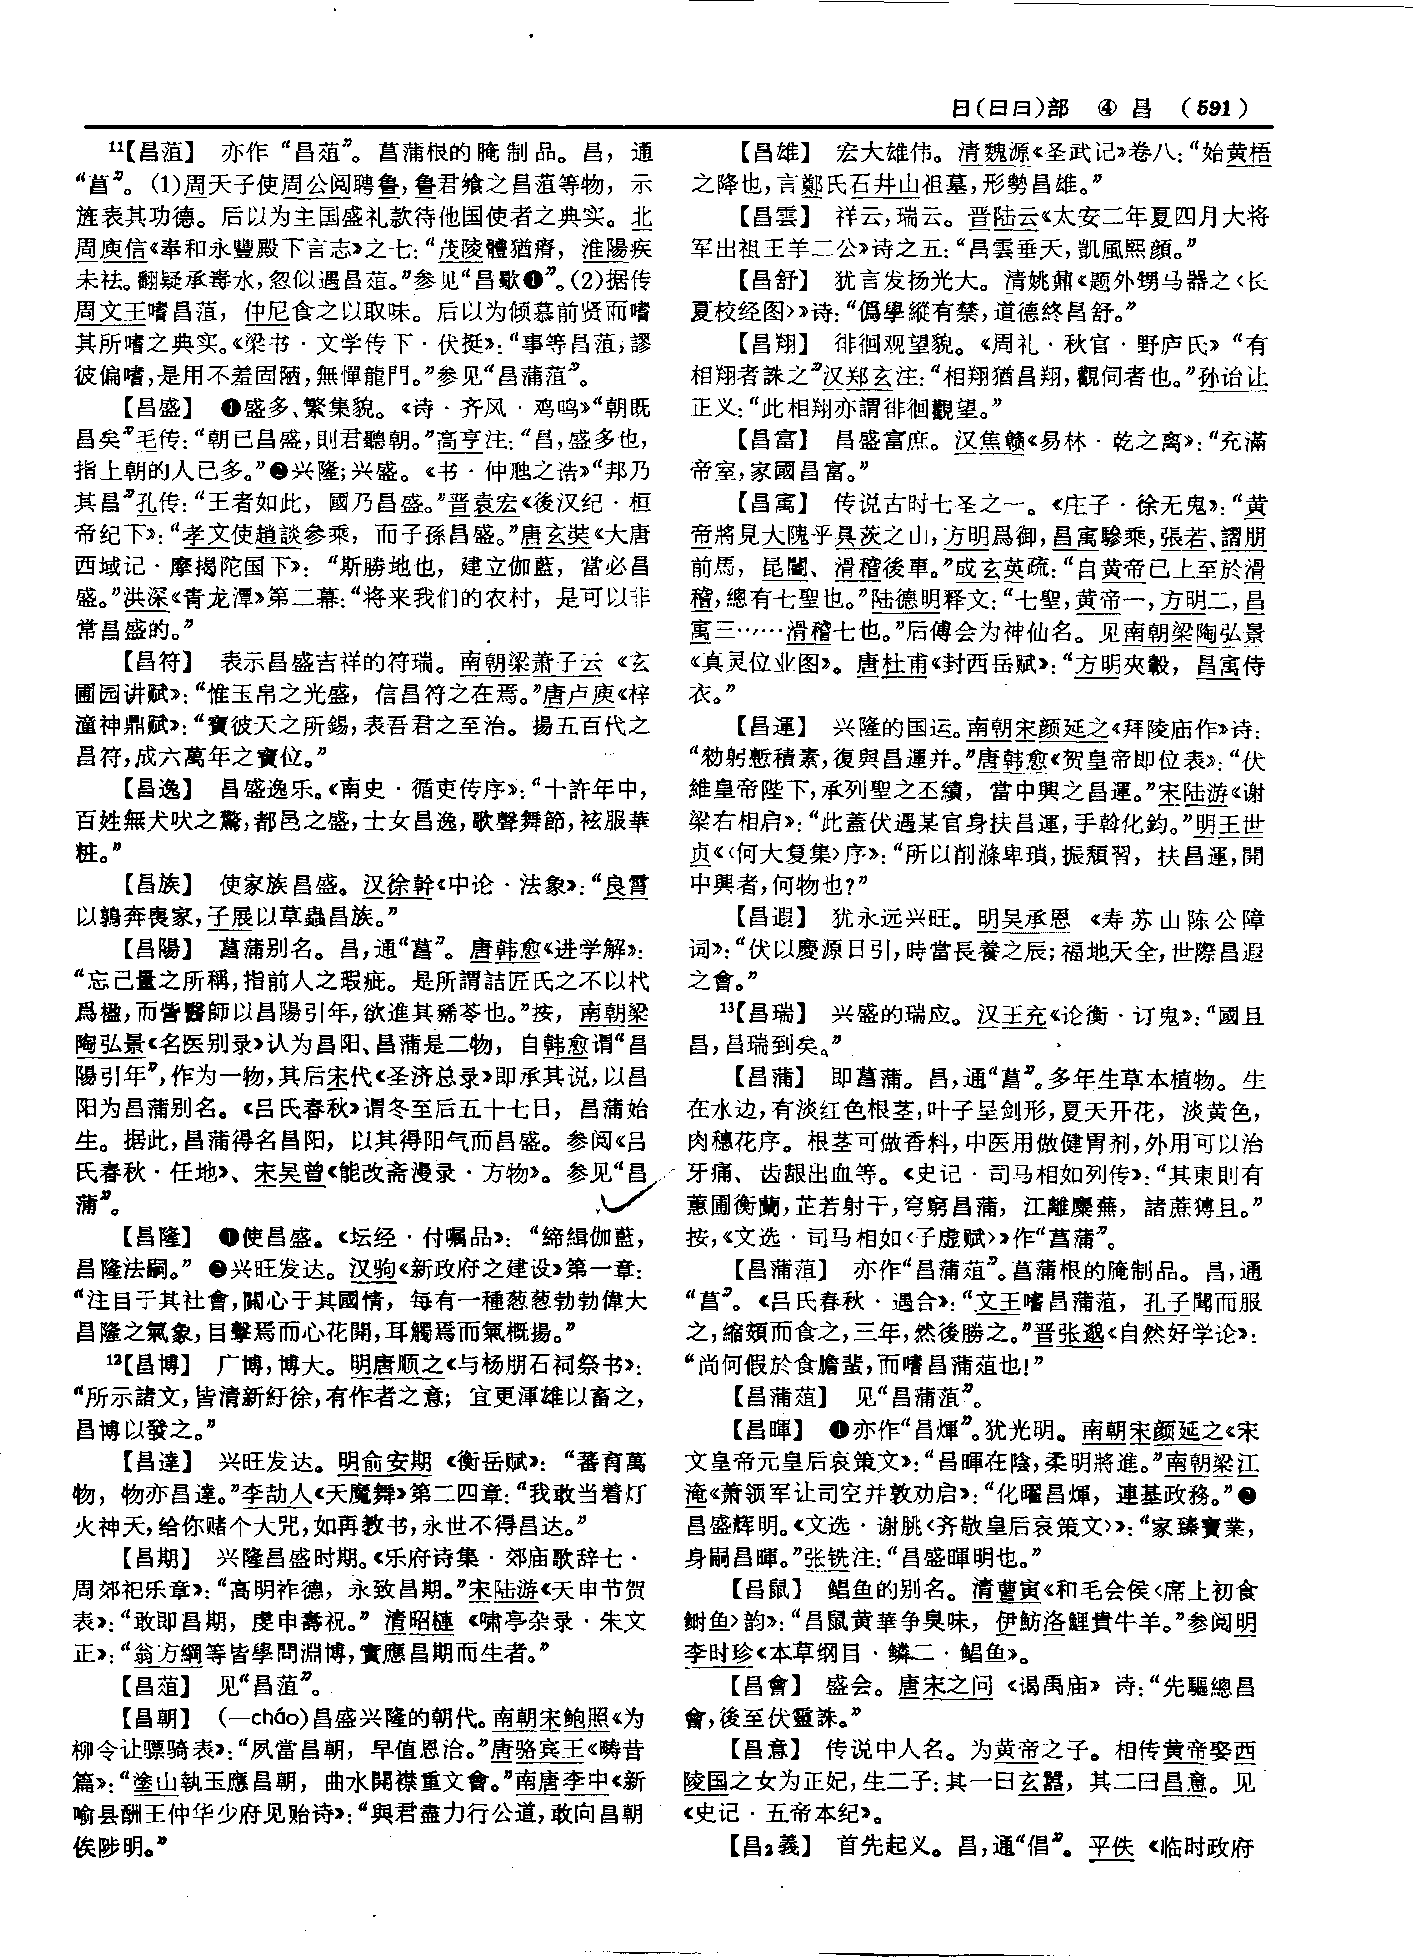 日(日曰)部　④　昌　(591)
11【昌菹】　亦作“昌葅”。菖蒲根的腌制品。昌，通
“菖”。(1)周天子使周公阅聘鲁，鲁君飨之昌菹等物，示
旌表其功德。后以为主国盛礼款待他国使者之典实。北
周庾信《奉和永豐殿下言志》之七：“茂陵體猶瘠，淮陽疾
未祛。翻疑承毒水，忽似遇昌菹。”参见“昌歜❶”。(2)据传
周文王嗜昌菹，仲尼食之以取味。后以为倾慕前贤而嗜
其所嗜之典实。《梁书·文学传下·伏挺》：“事等昌菹，謬
彼偏嗜，是用不羞固陋，無憚龍門。”参见“昌蒲菹”。
【昌盛】　❶盛多、繁集貌。《诗·齐风·鸡鸣》“朝既
昌矣”毛传：“朝已昌盛，則君聽朝。”高亨注：“昌，盛多也，
指上朝的人已多。”❷兴隆；兴盛。《书·仲虺之诰》“邦乃
其昌”孔传：“王者如此，國乃昌盛。”晋袁宏《後汉纪·桓
帝纪下》：“孝文使趙談參乘，而子孫昌盛。”唐玄奘《大唐
西域记·摩揭陀国下》：“斯勝地也，建立伽藍，當必昌
盛。”洪深《青龙潭》第二幕：“将来我们的农村，是可以非
常昌盛的。”
【昌符】　表示昌盛吉祥的符瑞。南朝梁萧子云《玄
圃园讲赋》：“惟玉帛之光盛，信昌符之在焉。”唐卢庾《梓
潼神鼎赋》：“寶彼天之所錫，表吾君之至治。揚五百代之
昌符，成六萬年之寶位。”
【昌逸】　昌盛逸乐。《南史·循吏传序》：“十許年中，
百姓無犬吠之驚，都邑之盛，士女昌逸，歌聲舞節，袨服華
粧。”
【昌族】　使家族昌盛。汉徐幹《中论·法象》：“良霄
以鶉奔喪家，子展以草蟲昌族。”
【昌陽】　菖蒲别名。昌，通“菖”。唐韩愈《进学解》：
“忘己量之所稱，指前人之瑕疵。是所謂詰匠氏之不以杙
爲楹，而訾醫師以昌陽引年，欲進其豨苓也。”按，南朝梁
陶弘景《名医别录》认为昌阳、昌蒲是二物，自韩愈谓“昌
陽引年”，作为一物，其后宋代《圣济总录》即承其说，以昌
阳为昌蒲别名。《吕氏春秋》谓冬至后五十七日，昌蒲始
生。据此，昌蒲得名昌阳，以其得阳气而昌盛。参阅《吕
氏春秋·任地》、宋吴曾《能改斋漫录·方物》。参见“昌
蒲”。
【昌隆】　❶使昌盛。《坛经·付嘱品》：“締緝伽藍，
昌隆法嗣。”❷兴旺发达。汉驹《新政府之建设》第一章：
“注目于其社會，關心于其國情，每有一種葱葱勃勃偉大
昌隆之氣象，目擊焉而心花開，耳觸焉而氣概揚。”
12【昌博】　广博，博大。明唐顺之《与杨朋石祠祭书》：
“所示諸文，皆清新紆徐，有作者之意；宜更渾雄以畜之，
昌博以發之。”
【昌達】　兴旺发达。明俞安期《衡岳赋》：“蕃育萬
物，物亦昌達。”李劼人《天魔舞》第二四章：“我敢当着灯
火神天，给你赌个大咒，如再教书，永世不得昌达。”
【昌期】　兴隆昌盛时期。《乐府诗集·郊庙歌辞七·
周郊祀乐章》：“高明祚德，永致昌期。”宋陆游《天申节贺
表》：“敢即昌期，虔申壽祝。”清昭槤《啸亭杂录·朱文
正》：“翁方綱等皆學問淵博，實應昌期而生者。”
【昌葅】　见“昌菹”。
【昌朝】　(—cháo)昌盛兴隆的朝代。南朝宋鲍照《为
柳令让骠骑表》：“夙當昌朝，早值恩洽。”唐骆宾王《畴昔
篇》：“塗山執玉應昌朝，曲水開襟重文會。”南唐李中《新
喻县酬王仲华少府见贻诗》：“與君盡力行公道，敢向昌朝
俟陟明。”
【昌雄】　宏大雄伟。清魏源《圣武记》卷八：“始黄梧
之降也，言鄭氏石井山祖墓，形勢昌雄。”
【昌雲】　祥云，瑞云。晋陆云《太安二年夏四月大将
军出祖王羊二公》诗之五：“昌雲垂天，凱風熙顔。”
【昌舒】　犹言发扬光大。清姚鼐《题外甥马器之〈长
夏校经图〉》诗：“僞學縱有禁，道德終昌舒。”
【昌翔】　徘徊观望貌。《周礼·秋官·野庐氏》“有
相翔者誅之”汉郑玄注：“相翔猶昌翔，觀伺者也。”孙诒让
正义：“此相翔亦謂徘徊觀望。”
【昌富】　昌盛富庶。汉焦赣《易林·乾之离》：“充滿
帝室，家國昌富。”
【昌寓】　传说古时七圣之一。《庄子·徐无鬼》：“黄
帝將見大隗乎具茨之山，方明爲御，昌寓驂乘，張若、謵朋
前馬，昆閽、滑稽後車。”成玄英疏：“自黄帝已上至於滑
稽，總有七聖也。”陆德明释文：“七聖，黄帝一，方明二，昌
寓三……滑稽七也。”后傅会为神仙名。见南朝梁陶弘景
《真灵位业图》。唐杜甫《封西岳赋》：“方明夾轂，昌寓侍
衣。”
【昌運】　兴隆的国运。南朝宋颜延之《拜陵庙作》诗：
“勑躬慙積素，復與昌運并。”唐韩愈《贺皇帝即位表》：“伏
維皇帝陛下，承列聖之丕績，當中興之昌運。”宋陆游《谢
梁右相启》：“此蓋伏遇某官身扶昌運，手斡化鈞。”明王世
贞《〈何大复集〉序》：“所以削滌卑瑣，振頽習，扶昌運，開
中興者，何物也？”
【昌遐】　犹永远兴旺。明吴承恩《寿苏山陈公障
词》：“伏以慶源日引，時當長養之辰；福地天全，世際昌遐
之會。”
13【昌瑞】　兴盛的瑞应。汉王充《论衡·订鬼》：“國且
昌，昌瑞到矣。”
【昌蒲】　即菖蒲。昌，通“菖”。多年生草本植物。生
在水边，有淡红色根茎，叶子呈剑形，夏天开花，淡黄色，
肉穗花序。根茎可做香料，中医用做健胃剂，外用可以治
牙痛、齿龈出血等。《史记·司马相如列传》：“其東則有
蕙圃衡蘭，芷若射干，穹窮昌蒲，江離麋蕪，諸蔗猼且。”
按，《文选·司马相如〈子虚赋〉》作“菖蒲”。
【昌蒲菹】　亦作“昌蒲葅”。菖蒲根的腌制品。昌，通
“菖”。《吕氏春秋·遇合》：“文王嗜昌蒲菹，孔子聞而服
之，縮頞而食之，三年，然後勝之。”晋张邈《自然好学论》：
“尚何假於食膽蜚，而嗜昌蒲葅也！”
【昌蒲葅】　见“昌蒲菹”。
【昌暉】　❶亦作“昌煇”。犹光明。南朝宋颜延之《宋
文皇帝元皇后哀策文》：“昌暉在陰，柔明將進。”南朝梁江
淹《萧领军让司空并敦劝启》：“化曜昌煇，連基政務。”❷
昌盛辉明。《文选·谢朓〈齐敬皇后哀策文〉》：“家臻寶業，
身嗣昌暉。”张铣注：“昌盛暉明也。”
【昌鼠】　鲳鱼的别名。清曹寅《和毛会侯〈席上初食
鲥鱼〉韵》：“昌鼠黄華争臭味，伊魴洛鯉貴牛羊。”参阅明
李时珍《本草纲目·鳞二·鲳鱼》。
【昌會】　盛会。唐宋之问《谒禹庙》诗：“先驅總昌
會，後至伏靈誅。”
【昌意】　传说中人名。为黄帝之子。相传黄帝娶西
陵国之女为正妃，生二子：其一曰玄嚣，其二曰昌意。见
《史记·五帝本纪》。
【昌2義】　首先起义。昌，通“倡”。平佚《临时政府